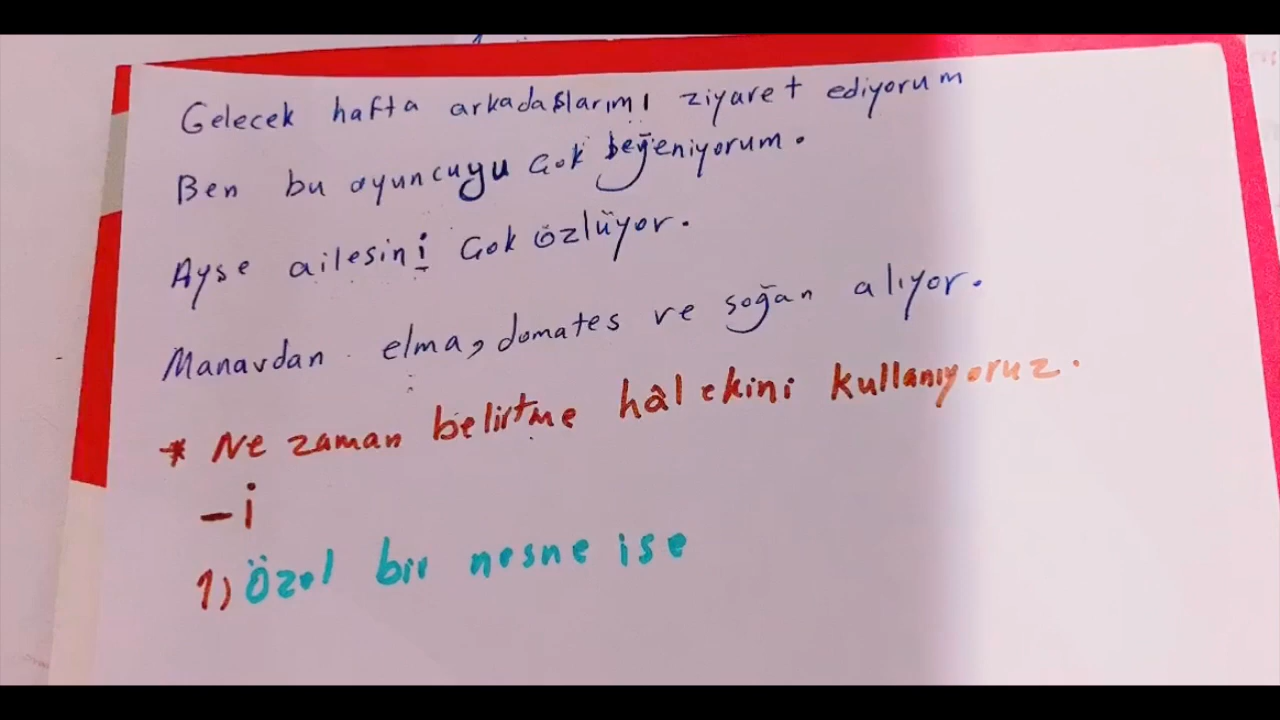 Gelecek hafta arkadaşlarımı ziyaret ediyorum
Ben bu oyuncuyu çok beğeniyorum.
Ayşe ailesini çok özlüyor.
Manavdan elma, domates ve soğan alıyor.
* Ne zaman belirtme hâl ekini kullanıyoruz.
-i
1) Özel bir nesne ise